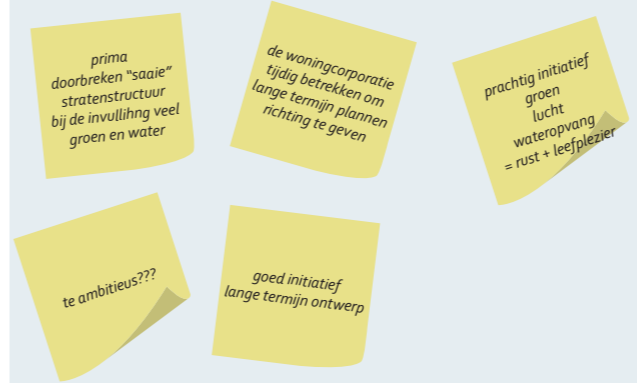 prima
doorbreken "saaie"
stratenstructuur
bij de invullihng veel
groen en water
de woningcorporatie
tijdig betrekken om
lange termijn plannen
richting te geven
prachtig initiatief
groen
lucht
wateropvang
= rust + leefplezier
te ambitieus???
goed initiatief
lange termijn ontwerp